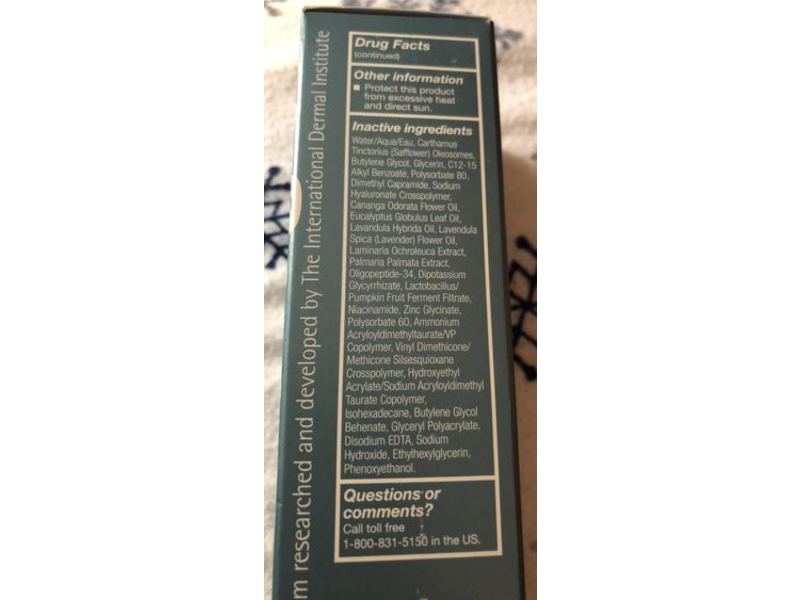 Drug Facts
(continued)
Other information
■ Protect this product
from excessive heat
and direct sun.
Inactive ingredients
Water/Aqua/Eau, Carthamus
Tinctorius (Safflower) Oleosomes,
Butylene Glycol, Glycerin, C12-15
Alkyl Benzoate, Polysorbate 80,
Dimethyl Capramide, Sodium
Hyaluronate Crosspolymer,
Cananga Odorata Flower Oil,
Eucalyptus Globulus Leaf Oil,
Lavandula Hybrida Oil, Lavendula
Spica (Lavender) Flower Oil,
Laminaria Ochroleuca Extract,
Palmaria Palmata Extract,
Oligopeptide-34, Dipotassium
Glycyrrhizate, Lactobacillus/
Pumpkin Fruit Ferment Filtrate,
Niacinamide, Zinc Glycinate,
Polysorbate 60, Ammonium
Acryloyldimethyltaurate/VP
Copolymer, Vinyl Dimethicone/
Methicone Silsesquioxane
Crosspolymer, Hydroxyethyl
Acrylate/Sodium Acryloyldimethyl
Taurate Copolymer,
Isohexadecane, Butylene Glycol
Behenate, Glyceryl Polyacrylate,
Disodium EDTA, Sodium
Hydroxide, Ethylhexylglycerin,
Phenoxyethanol.
Questions or
comments?
Call toll free
1-800-831-5150 in the US.
m researched and developed by The International Dermal Institute